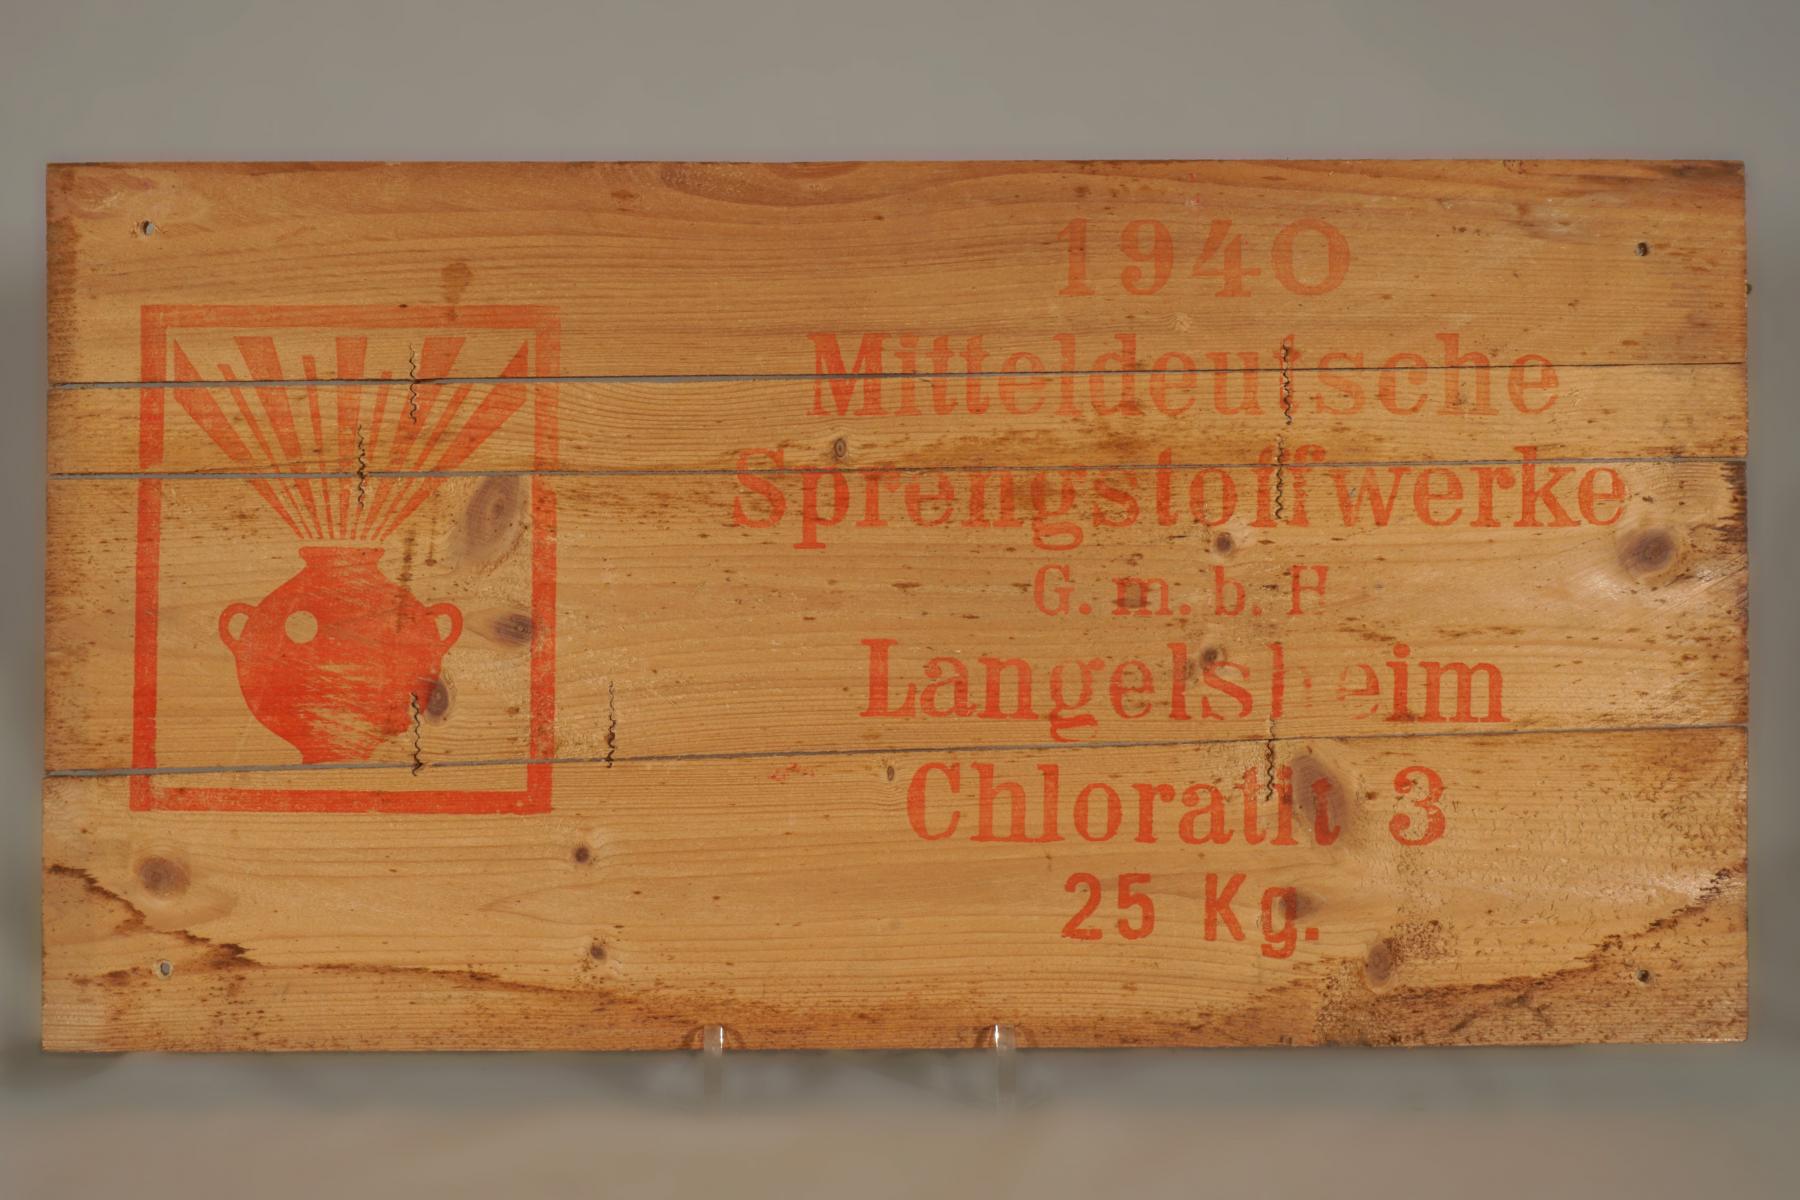 1940
Mitteldeutsche
Sprengstoffwerke
G. m. b. H
Langelsheim
Chloratit 3
25 Kg.